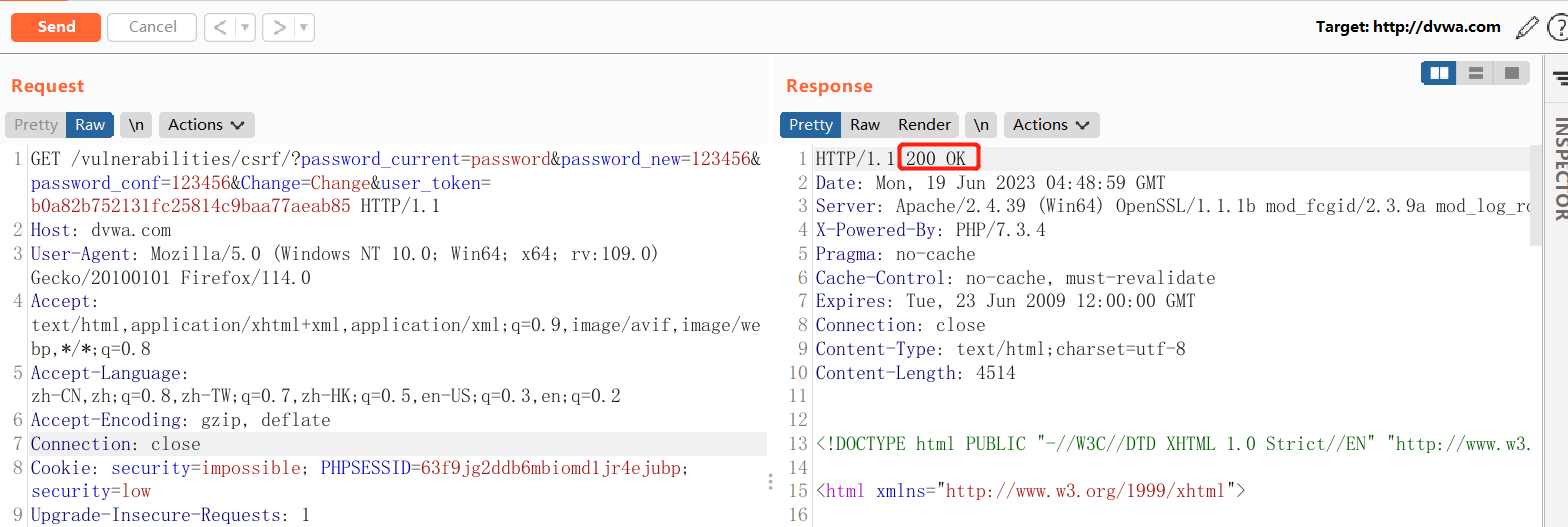 Send
Cancel
<
>
Target: http://dvwa.com
?
Request
Response
Pretty
Raw
\n
Actions
Pretty
Raw
Render
\n
Actions
INSPECTOR
1 GET /vulnerabilities/csrf/?password_current=password&password_new=123456&
password_conf=123456&Change=Change&user_token=
b0a82b752131fc25814c9baa77aeab85 HTTP/1.1
2 Host: dvwa.com
3 User-Agent: Mozilla/5.0 (Windows NT 10.0; Win64; x64; rv:109.0)
Gecko/20100101 Firefox/114.0
4 Accept:
text/html,application/xhtml+xml,application/xml;q=0.9,image/avif,image/we
bp,*/*;q=0.8
5 Accept-Language:
zh-CN,zh;q=0.8,zh-TW;q=0.7,zh-HK;q=0.5,en-US;q=0.3,en;q=0.2
6 Accept-Encoding: gzip, deflate
7 Connection: close
8 Cookie: security=impossible; PHPSESSID=63f9jg2ddb6mbiomd1jr4ejubp;
security=low
9 Upgrade-Insecure-Requests: 1
1 HTTP/1.1 200 OK
2 Date: Mon, 19 Jun 2023 04:48:59 GMT
3 Server: Apache/2.4.39 (Win64) OpenSSL/1.1.1b mod_fcgid/2.3.9a mod_log_ro
4 X-Powered-By: PHP/7.3.4
5 Pragma: no-cache
6 Cache-Control: no-cache, must-revalidate
7 Expires: Tue, 23 Jun 2009 12:00:00 GMT
8 Connection: close
9 Content-Type: text/html;charset=utf-8
10 Content-Length: 4514
11
12
13 <!DOCTYPE html PUBLIC "-//W3C//DTD XHTML 1.0 Strict//EN" "http://www.w3.
14
15 <html xmlns="http://www.w3.org/1999/xhtml">
16